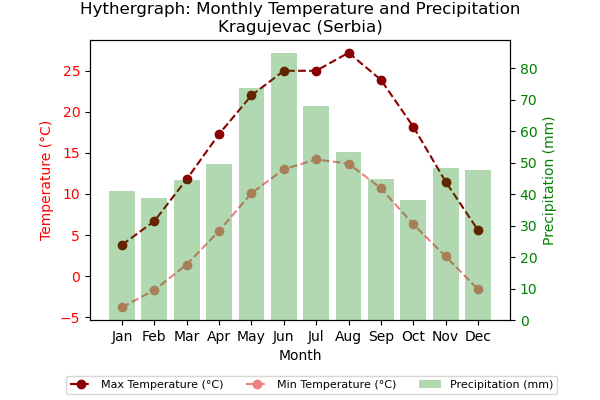 Hythergraph: Monthly Temperature and Precipitation
Kragujevac (Serbia)
Temperature (°C)
25
20
15
10
5
0
−5
80
70
60
50
40
30
20
10
0
Precipitation (mm)
Jan Feb Mar Apr May Jun Jul Aug Sep Oct Nov Dec
Month
Max Temperature (°C) Min Temperature (°C) Precipitation (mm)